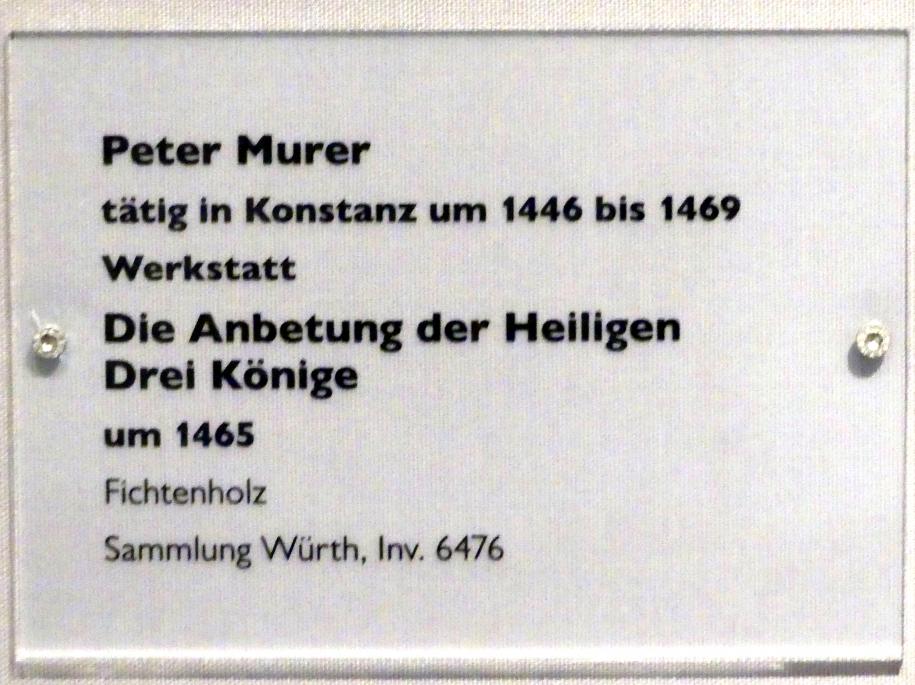 Peter Murer
tätig in Konstanz um 1446 bis 1469
Werkstatt
Die Anbetung der Heiligen
Drei Könige
um 1465
Fichtenholz
Sammlung Würth, Inv. 6476